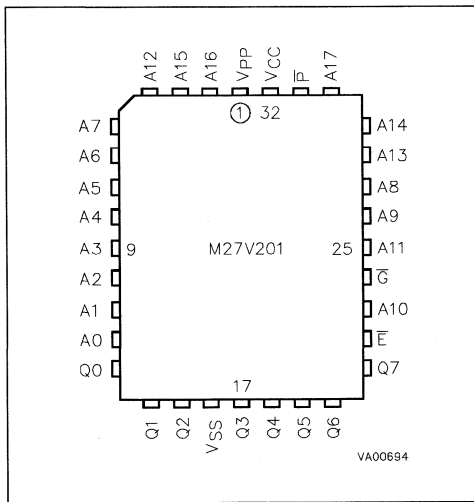 A12 A15 A16 VPP VCC P̅ A17
① 32
A7 A14
A6 A13
A5 A8
A4 A9
A3 9 M27V201 25 A11
A2 G̅
A1 A10
A0 E̅
Q0 Q7
17
Q1 Q2 VSS Q3 Q4 Q5 Q6
VA00694